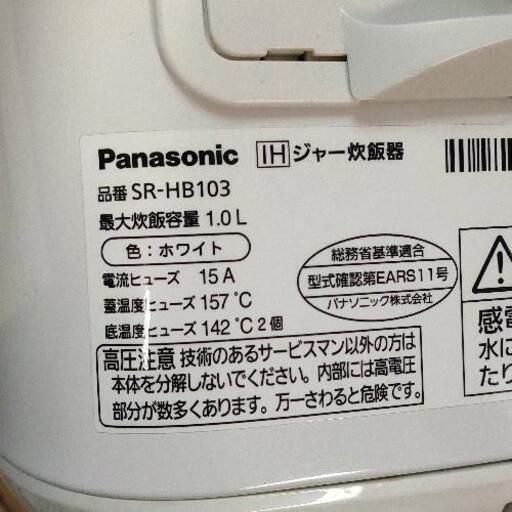 Panasonic IHジャー炊飯器
品番 SR-HB103
最大炊飯容量 1.0L
色:ホワイト
電流ヒューズ 15A
蓋温度ヒューズ 157℃
底温度ヒューズ 142℃2個
総務省基準適合
型式確認第EARS11号
パナソニック株式会社
高圧注意 技術のあるサービスマン以外の方は
本体を分解しないでください。内部には高電圧
部分が数多くあります。万一さわると危険です。
感電
水に
たり